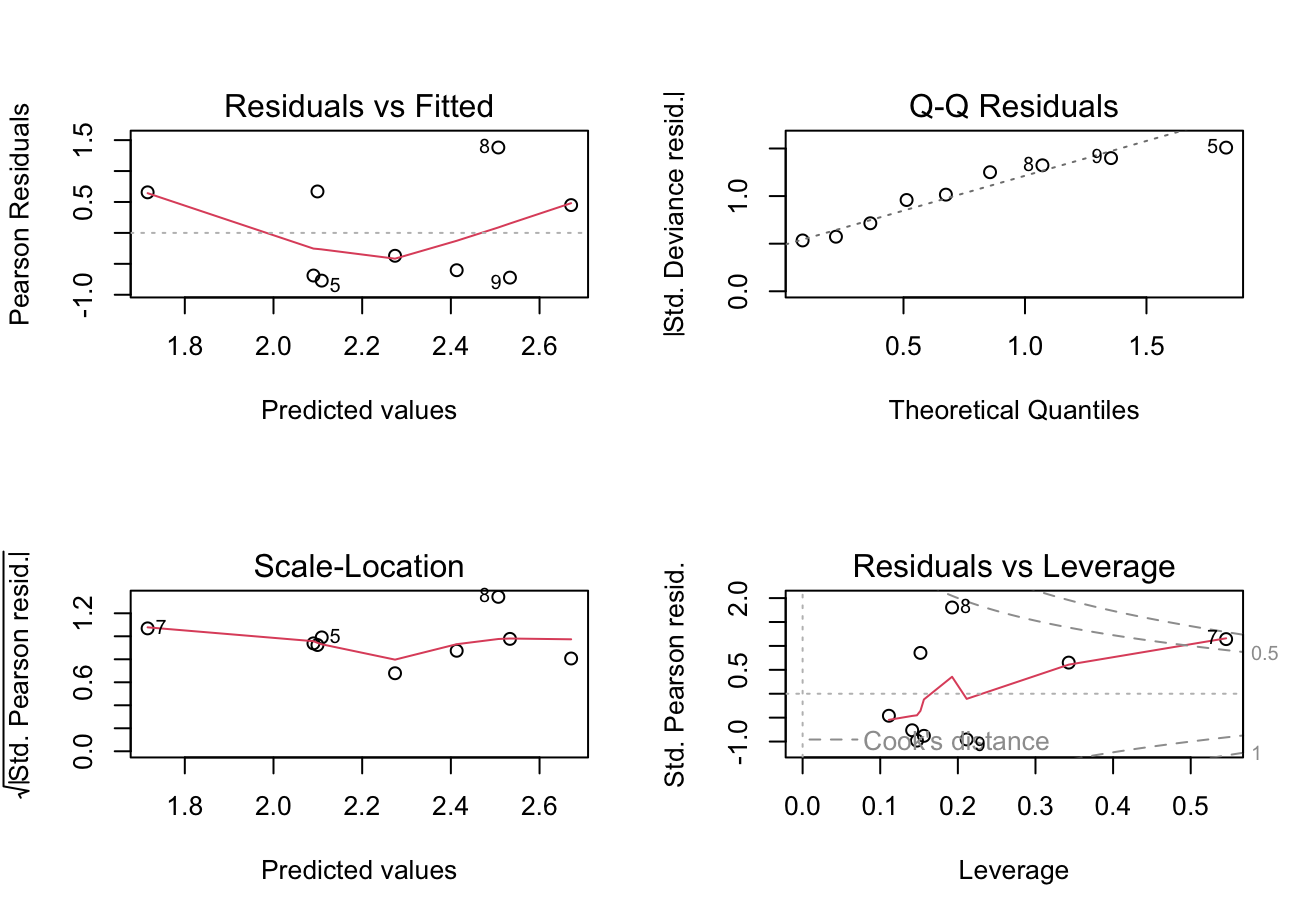 Residuals vs Fitted
Pearson Residuals
-1.0 0.5 1.5
8
5
9
1.8 2.0 2.2 2.4 2.6
Predicted values
Q-Q Residuals
|Std. Deviance resid.|
0.0 1.0
8
9
5
0.5 1.0 1.5
Theoretical Quantiles
Scale-Location
√|Std. Pearson resid.|
0.0 0.6 1.2
8
7
5
1.8 2.0 2.2 2.4 2.6
Predicted values
Residuals vs Leverage
Std. Pearson resid.
-1.0 0.5 2.0
8
7
0.5
9
Cook's distance
1
0.0 0.1 0.2 0.3 0.4 0.5
Leverage